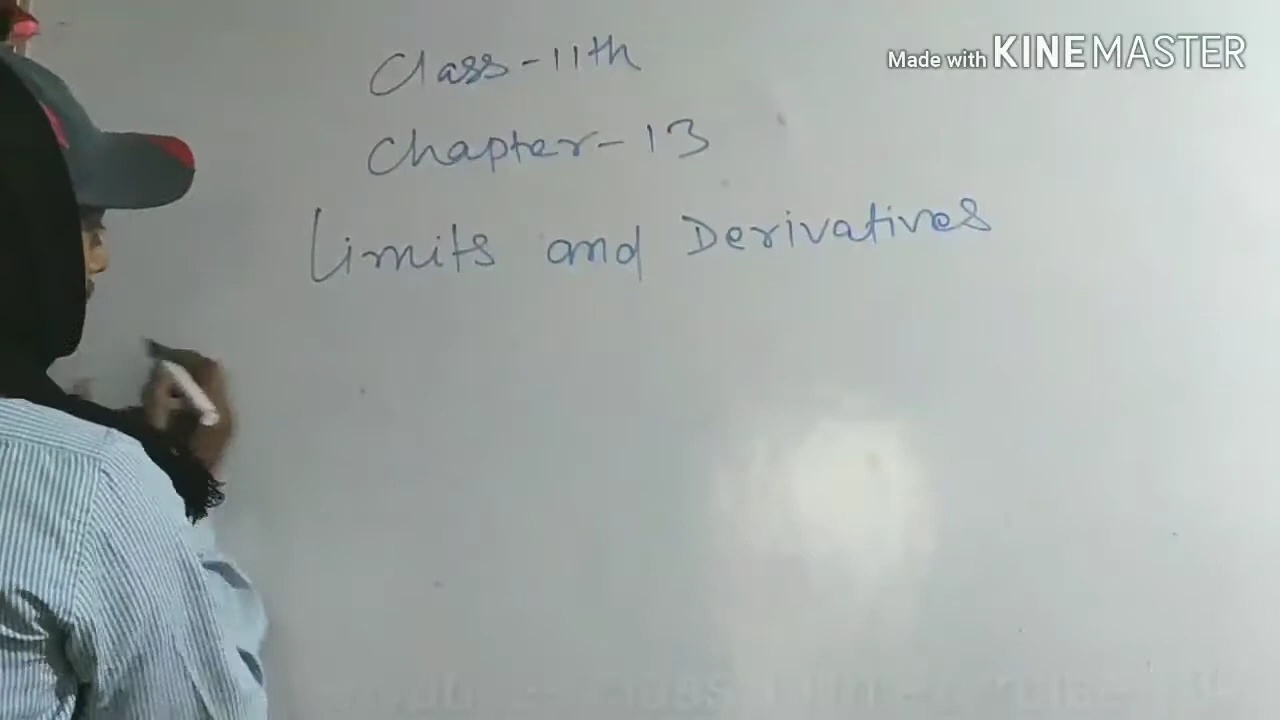 Made with KINEMASTER
Class-11th
Chapter-13
Limits and Derivatives